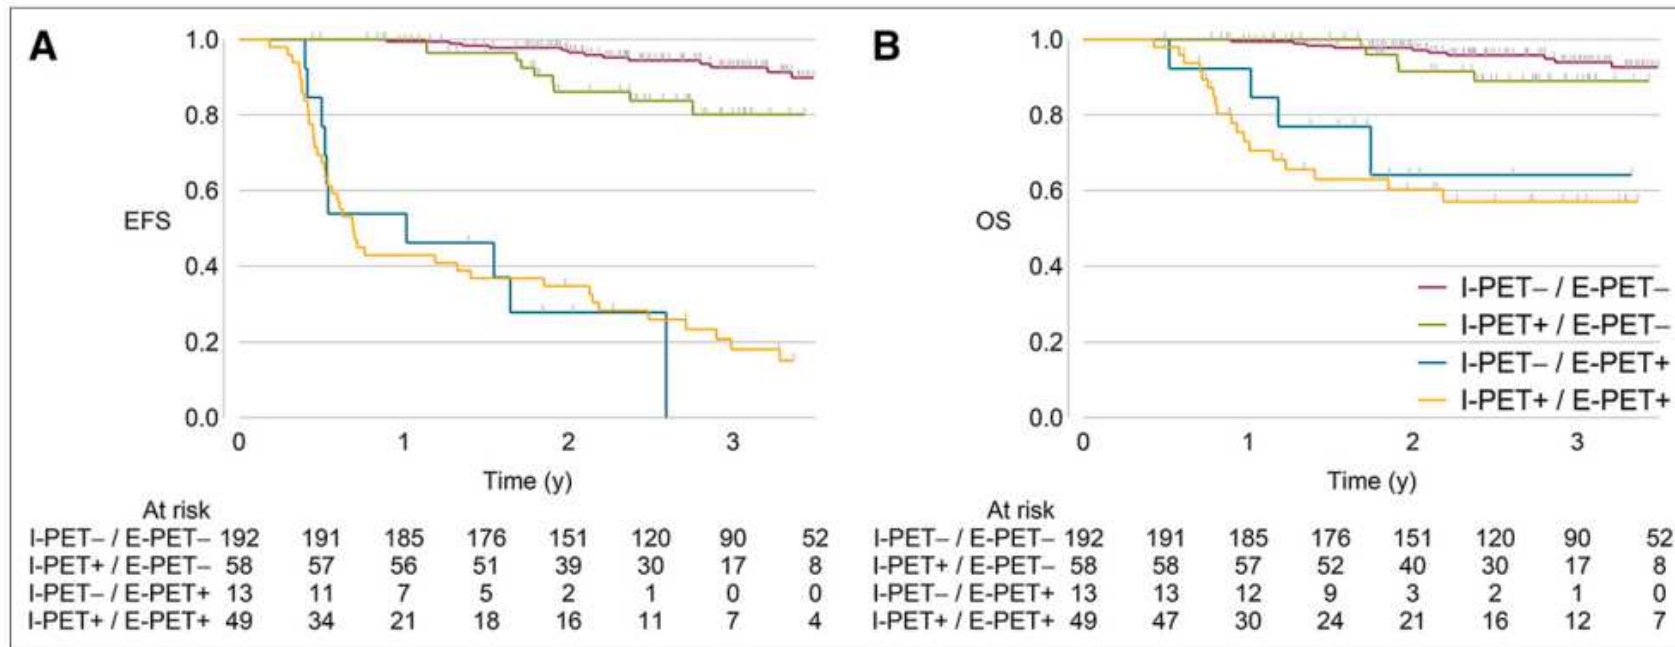 A
1.0
0.8
0.6
EFS
0.4
0.2
0.0
0 1 2 3
Time (y)
At risk
I-PET– / E-PET– 192 191 185 176 151 120 90 52
I-PET+ / E-PET– 58 57 56 51 39 30 17 8
I-PET– / E-PET+ 13 11 7 5 2 1 0 0
I-PET+ / E-PET+ 49 34 21 18 16 11 7 4
B
1.0
0.8
0.6
OS
0.4
0.2
0.0
I-PET– / E-PET–
I-PET+ / E-PET–
I-PET– / E-PET+
I-PET+ / E-PET+
0 1 2 3
Time (y)
At risk
I-PET– / E-PET– 192 191 185 176 151 120 90 52
I-PET+ / E-PET– 58 58 57 52 40 30 17 8
I-PET– / E-PET+ 13 13 12 9 3 2 1 0
I-PET+ / E-PET+ 49 47 30 24 21 16 12 7